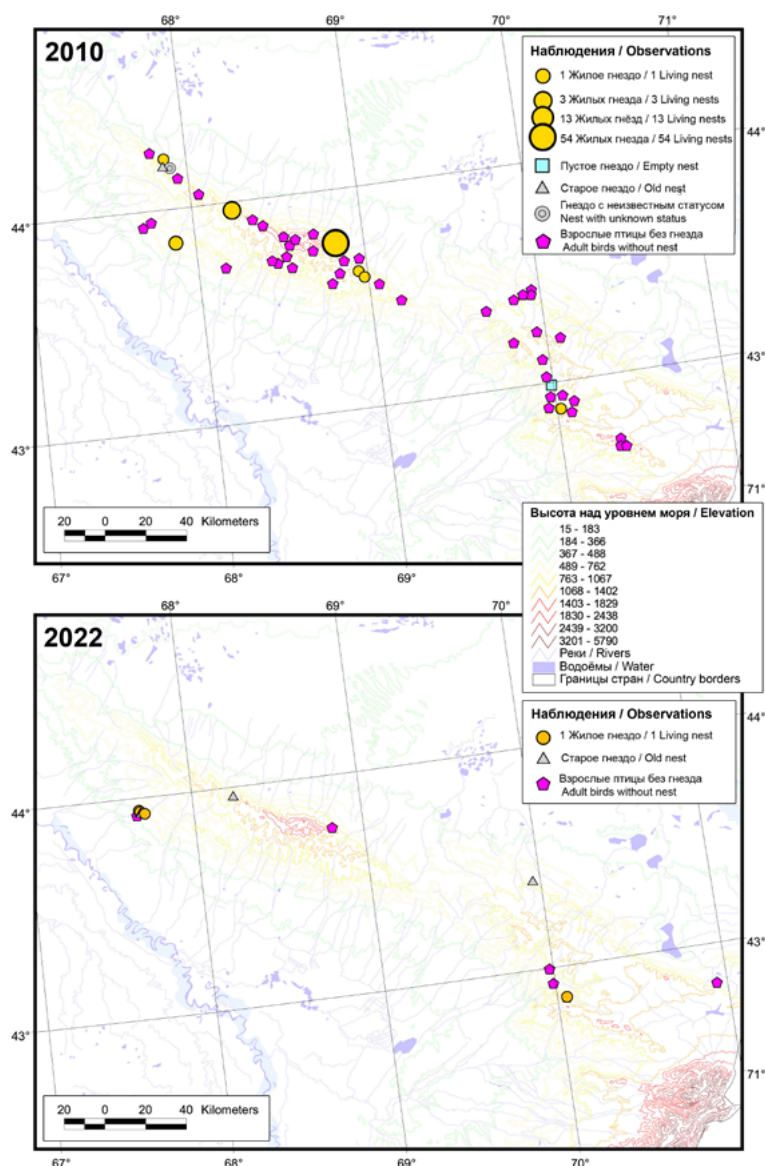 68°
69°
70°
71°
2010
Наблюдения / Observations
1 Жилое гнездо / 1 Living nest
3 Жилых гнезда / 3 Living nests
13 Жилых гнёзд / 13 Living nests
54 Жилых гнезда / 54 Living nests
Пустое гнездо / Empty nest
Старое гнездо / Old nest
Гнездо с неизвестным статусом
Nest with unknown status
Взрослые птицы без гнезда
Adult birds without nest
44°
44°
43°
43°
71°
20 0 20 40 Kilometers
67°
68°
69°
Высота над уровнем моря / Elevation
15 - 183
184 - 366
367 - 488
489 - 762
763 - 1067
1068 - 1402
1403 - 1829
1830 - 2438
2439 - 3200
3201 - 5790
Реки / Rivers
Водоёмы / Water
Границы стран / Country borders
68°
69°
70°
2022
Наблюдения / Observations
1 Жилое гнездо / 1 Living nest
Старое гнездо / Old nest
Взрослые птицы без гнезда
Adult birds without nest
44°
44°
43°
43°
71°
20 0 20 40 Kilometers
67°
68°
69°
70°